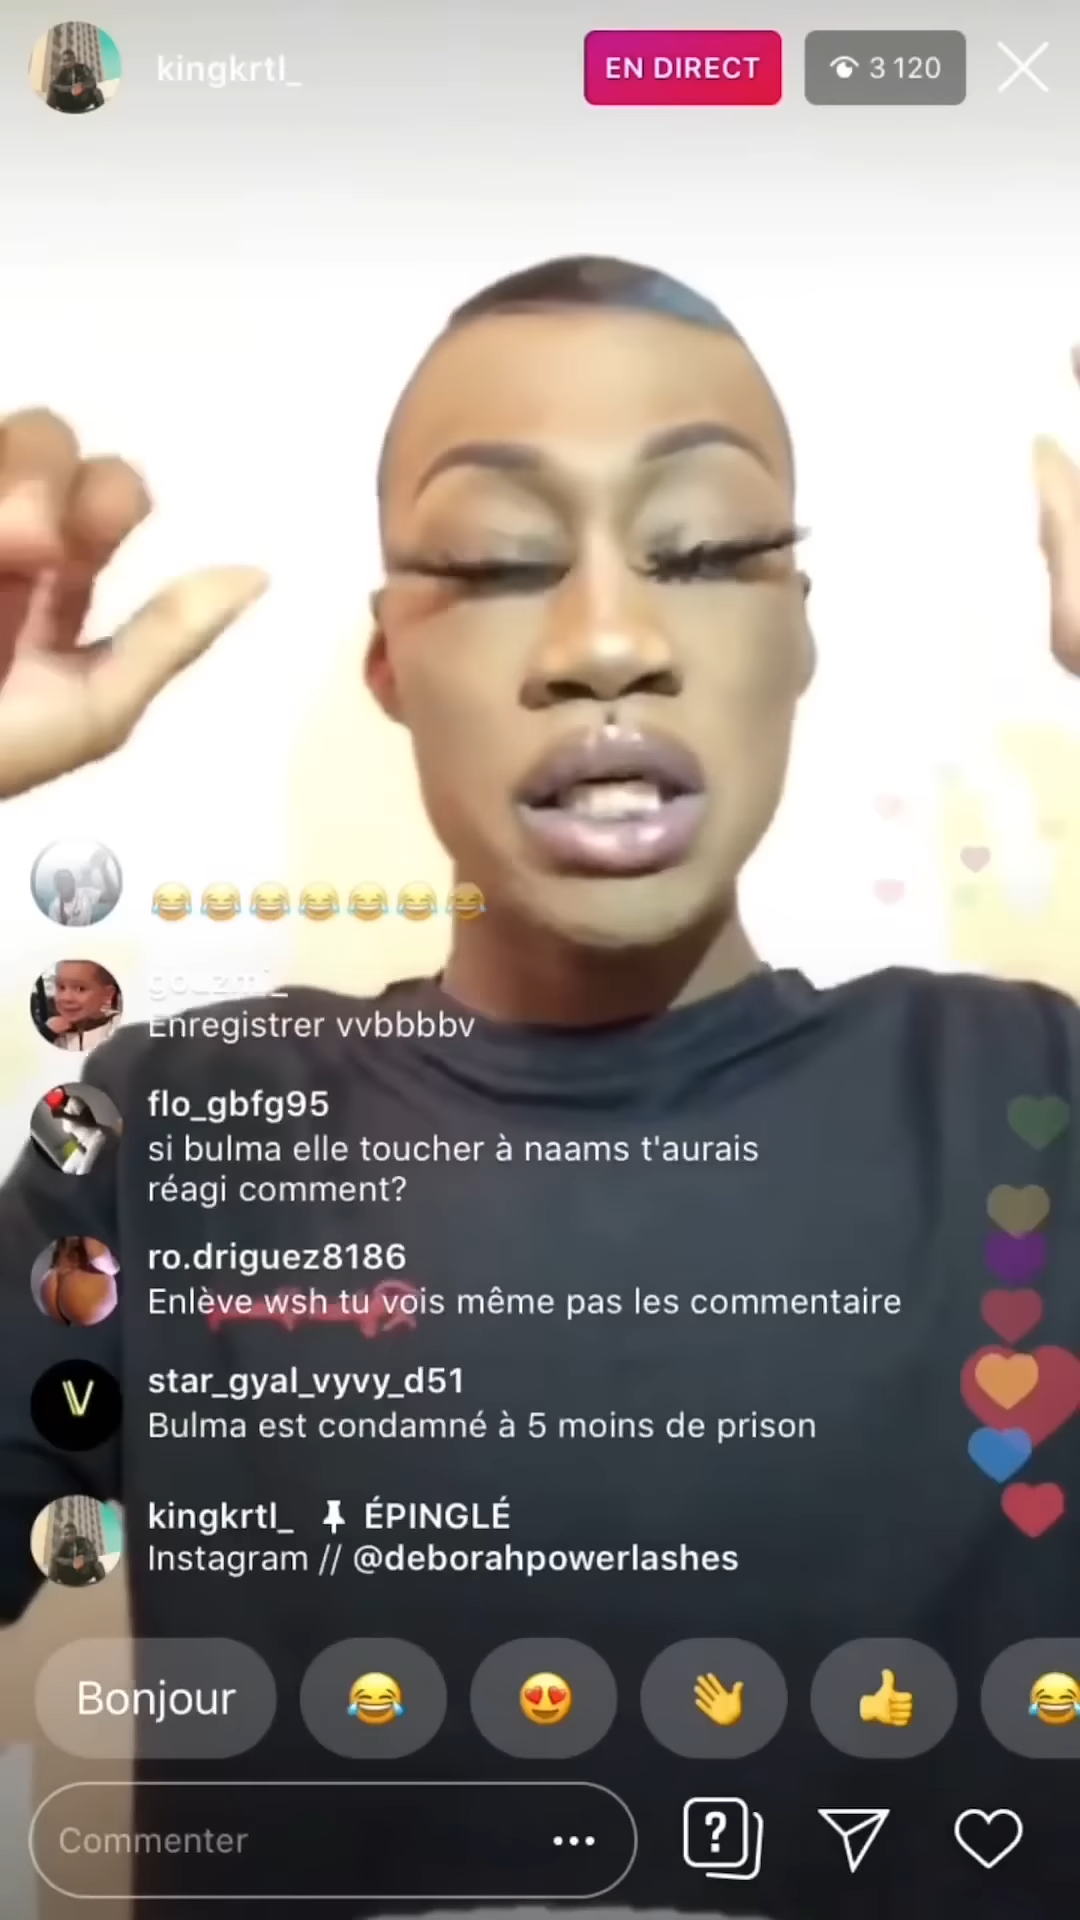 kingkrtl_
EN DIRECT
3 120
😂😂😂😂😂😂😂
gouzmi_
Enregistrer vvbbbbv
flo_gbfg95
si bulma elle toucher à naams t'aurais
réagi comment?
ro.driguez8186
Enlève wsh tu vois même pas les commentaire
star_gyal_vyvy_d51
Bulma est condamné à 5 moins de prison
kingkrtl_ ÉPINGLÉ
Instagram // @deborahpowerlashes
Bonjour 😂 😍 👋 👍 😂
Commenter